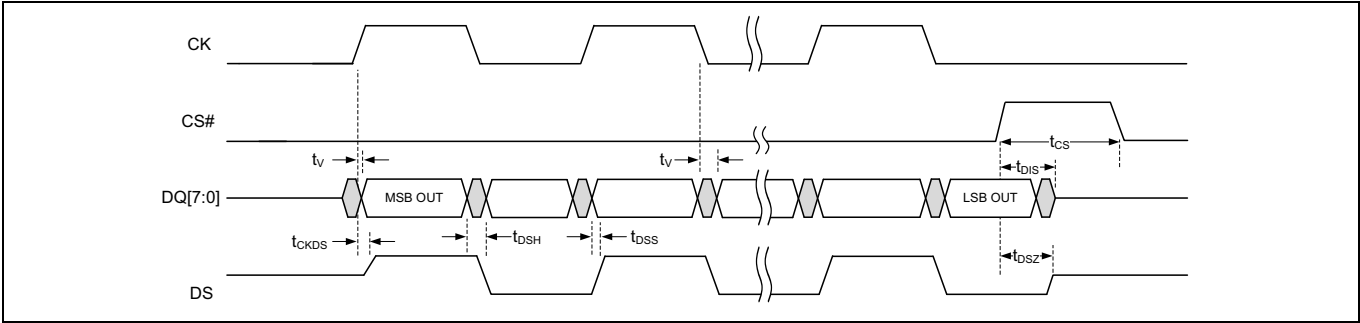 CK
CS#
tCS
tV
tV
tDIS
DQ[7:0]
MSB OUT
LSB OUT
tCKDS
tDSH
tDSS
tDSZ
DS